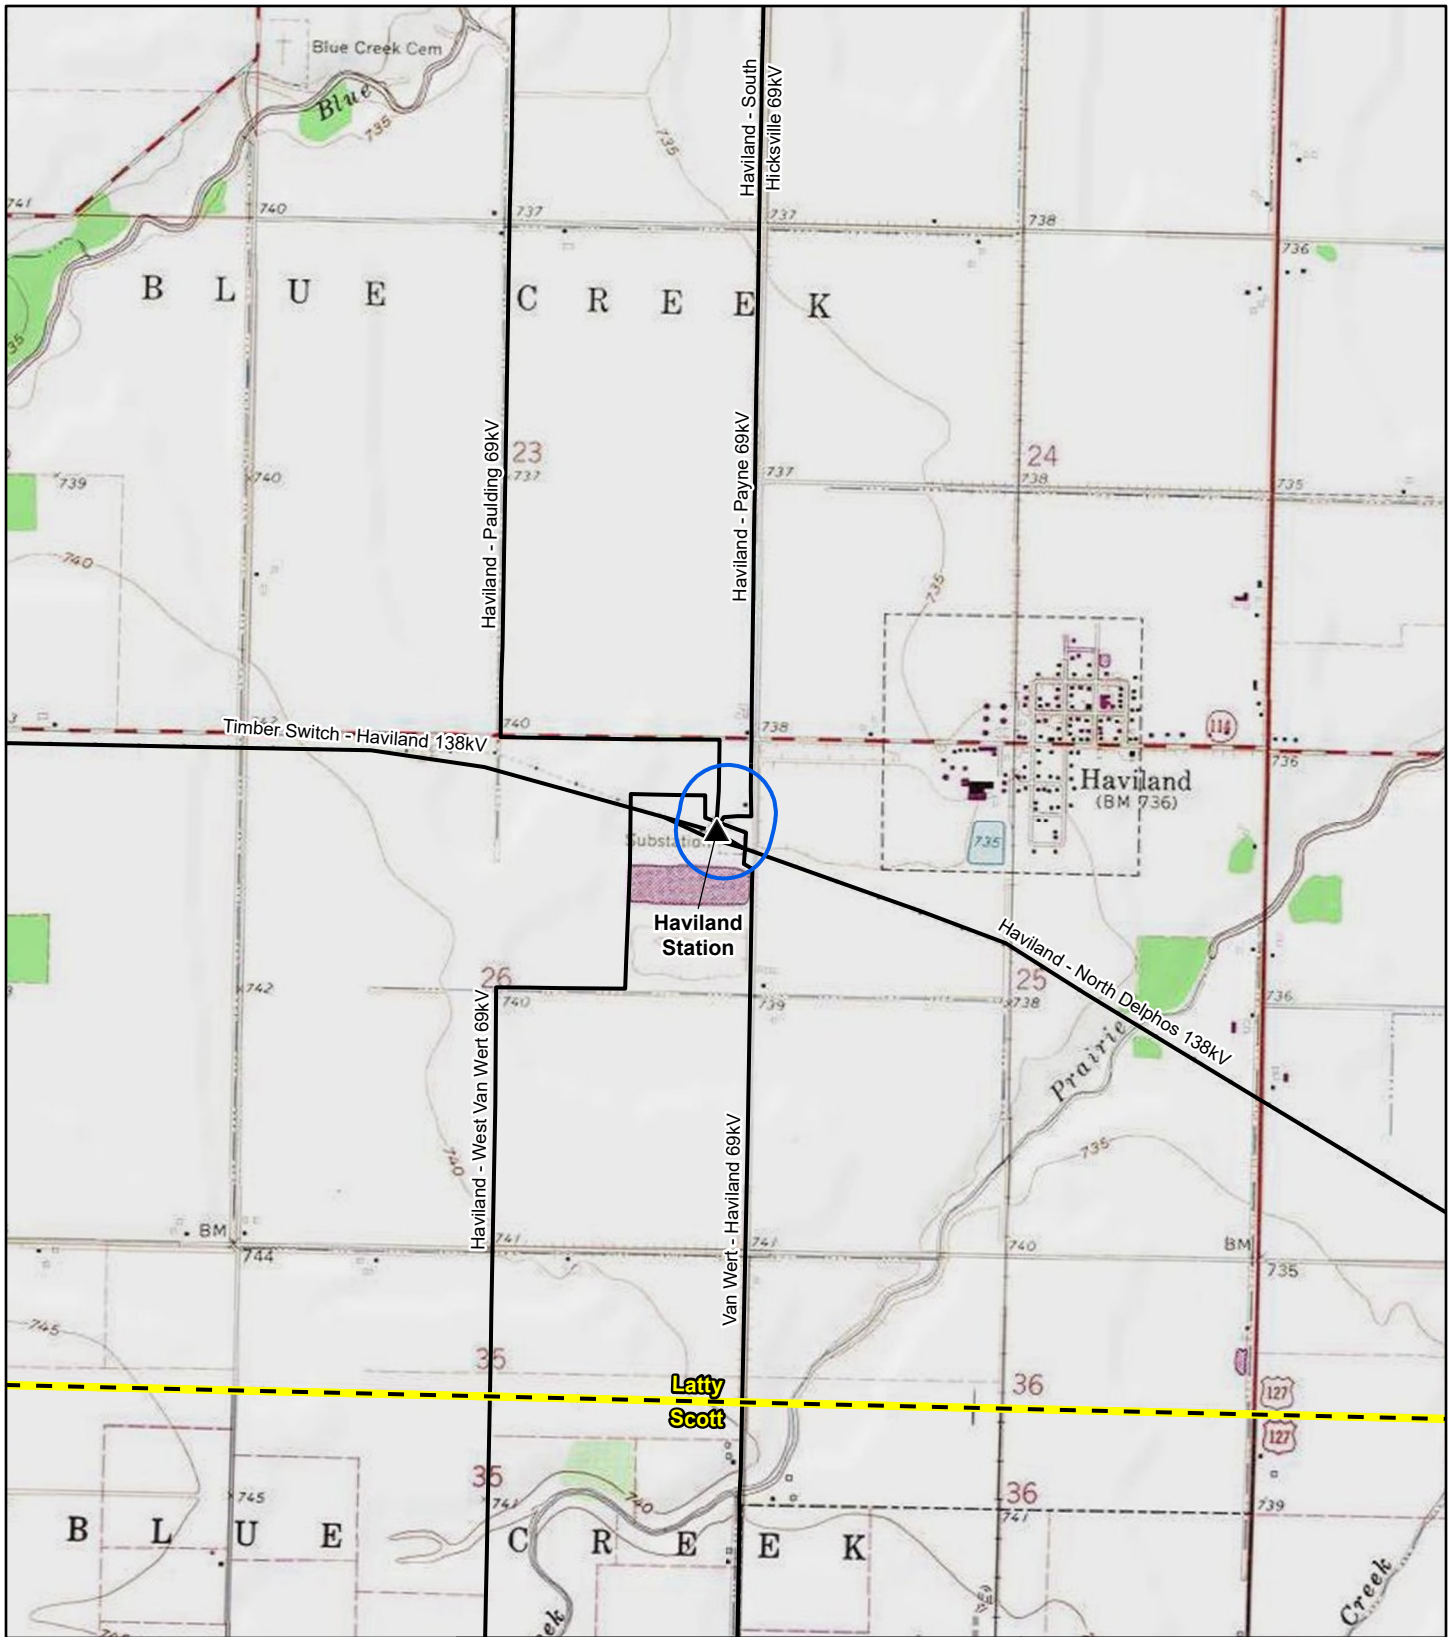 Blue Creek Cem
Blue
735
735
Haviland - South
Hicksville 69kV
741
740
737
737
738
736
B L U E C R E E K
35
Haviland - Paulding 69kV
Haviland - Payne 69kV
23
24
739
740
737
737
738
735
740
735
Timber Switch - Haviland 138kV
740
738
116
736
Haviland
(BM 736)
Substation
735
Haviland
Station
Haviland - North Delphos 138kV
26
25
742
740
739
738
736
Prairie
Haviland - West Van Wert 69kV
Van Wert - Haviland 69kV
740
735
BM
744
741
741
740
BM
735
745
35
36
Latty
Scott
127
127
35
36
745
741
740
741
739
B L U E C R E E K
Creek
eek